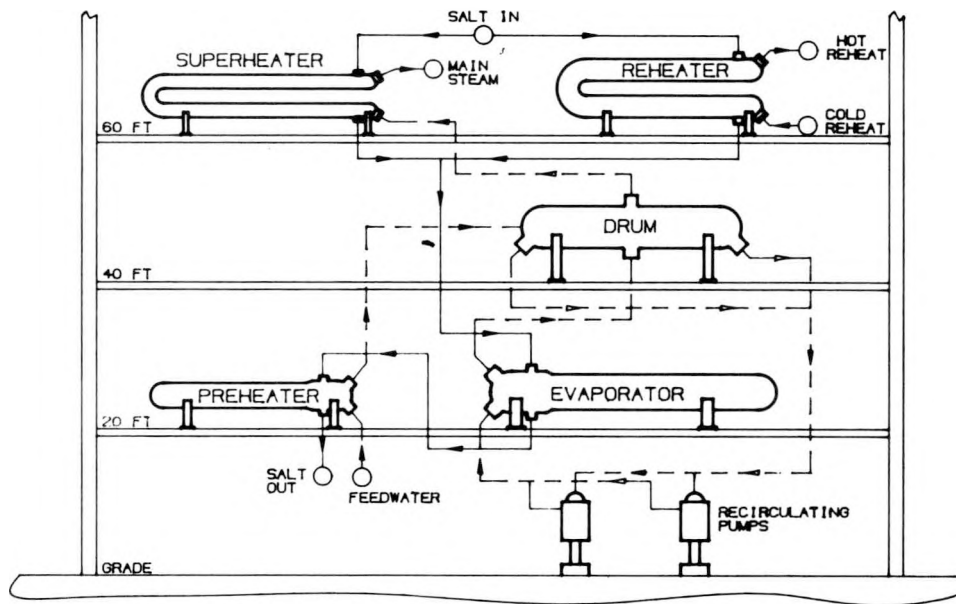 SALT IN
SUPERHEATER
MAIN
STEAM
REHEATER
HOT
REHEAT
COLD
REHEAT
60 FT
DRUM
40 FT
PREHEATER
EVAPORATOR
20 FT
SALT
OUT
FEEDWATER
RECIRCULATING
PUMPS
GRADE